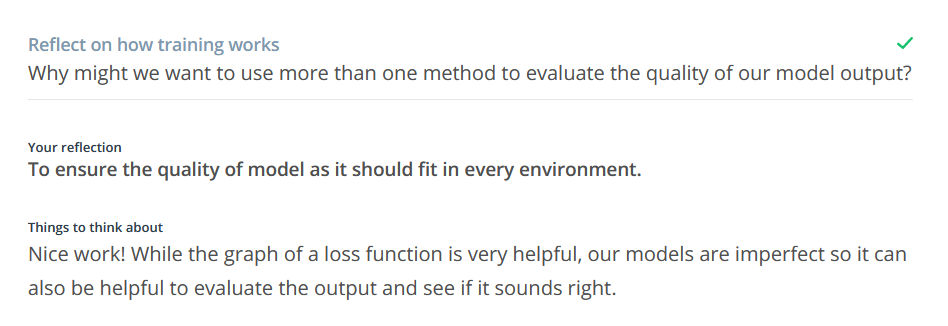 Reflect on how training works
Why might we want to use more than one method to evaluate the quality of our model output?
Your reflection
To ensure the quality of model as it should fit in every environment.
Things to think about
Nice work! While the graph of a loss function is very helpful, our models are imperfect so it can
also be helpful to evaluate the output and see if it sounds right.